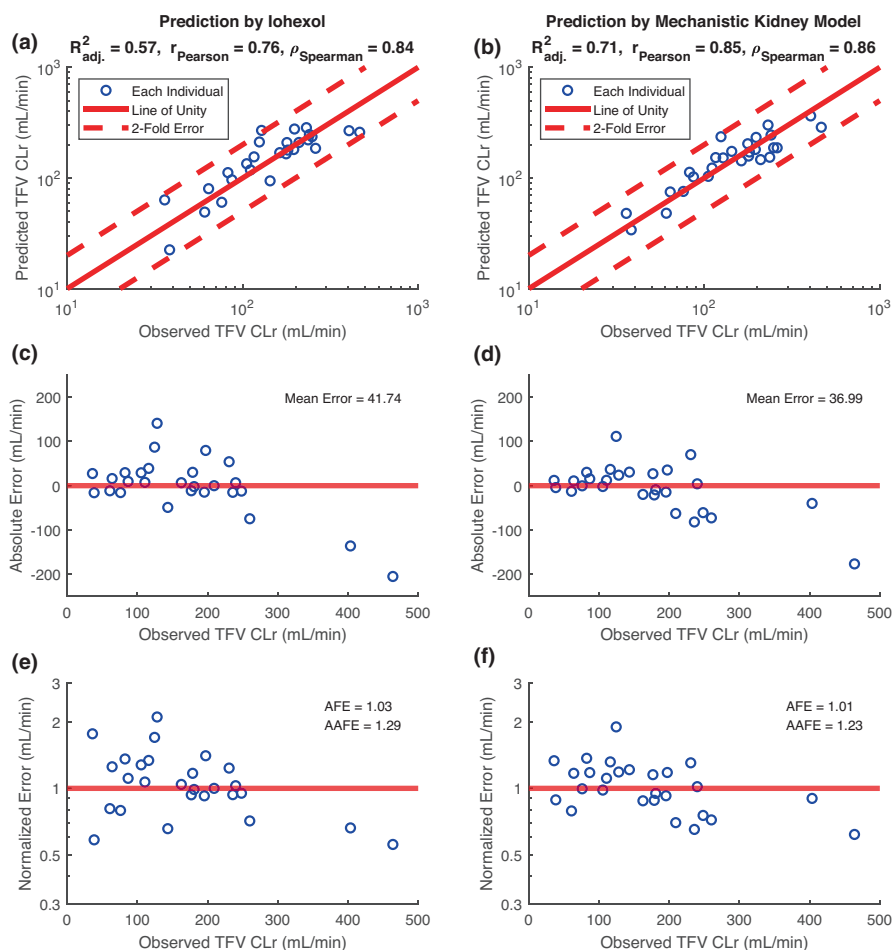 Prediction by Iohexol
(a)
R²adj. = 0.57, rPearson = 0.76, ρSpearman = 0.84
10³
10²
10¹
Predicted TFV CLr (mL/min)
Each Individual
Line of Unity
2-Fold Error
10¹ 10² 10³
Observed TFV CLr (mL/min)
Prediction by Mechanistic Kidney Model
(b)
R²adj. = 0.71, rPearson = 0.85, ρSpearman = 0.86
10³
10²
10¹
Predicted TFV CLr (mL/min)
Each Individual
Line of Unity
2-Fold Error
10¹ 10² 10³
Observed TFV CLr (mL/min)
(c)
Mean Error = 41.74
200
100
0
-100
-200
Absolute Error (mL/min)
0 100 200 300 400 500
Observed TFV CLr (mL/min)
(d)
Mean Error = 36.99
200
100
0
-100
-200
Absolute Error (mL/min)
0 100 200 300 400 500
Observed TFV CLr (mL/min)
(e)
AFE = 1.03
AAFE = 1.29
3
2
1
0.5
0.3
Normalized Error (mL/min)
0 100 200 300 400 500
Observed TFV CLr (mL/min)
(f)
AFE = 1.01
AAFE = 1.23
3
2
1
0.5
0.3
Normalized Error (mL/min)
0 100 200 300 400 500
Observed TFV CLr (mL/min)